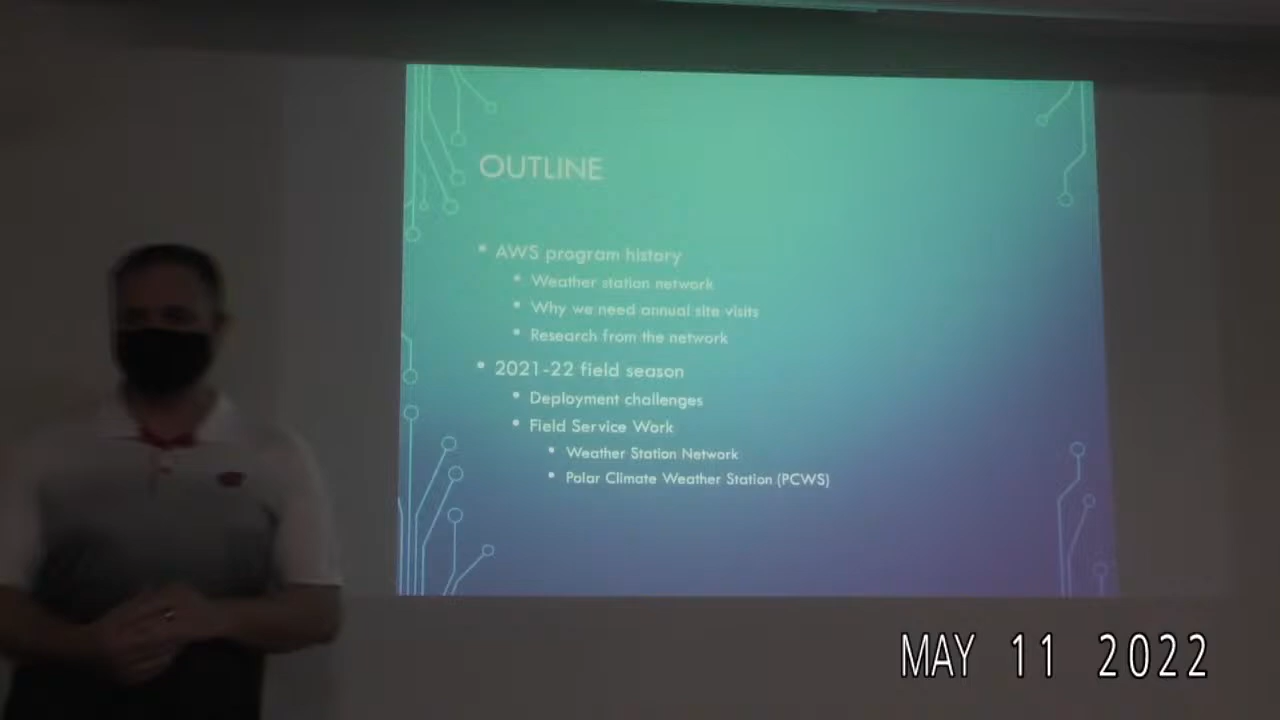 OUTLINE
AWS program history
Weather station network
Why we need annual site visits
Research from the network
2021-22 field season
Deployment challenges
Field Service Work
Weather Station Network
Polar Climate Weather Station (PCWS)
MAY 11 2022